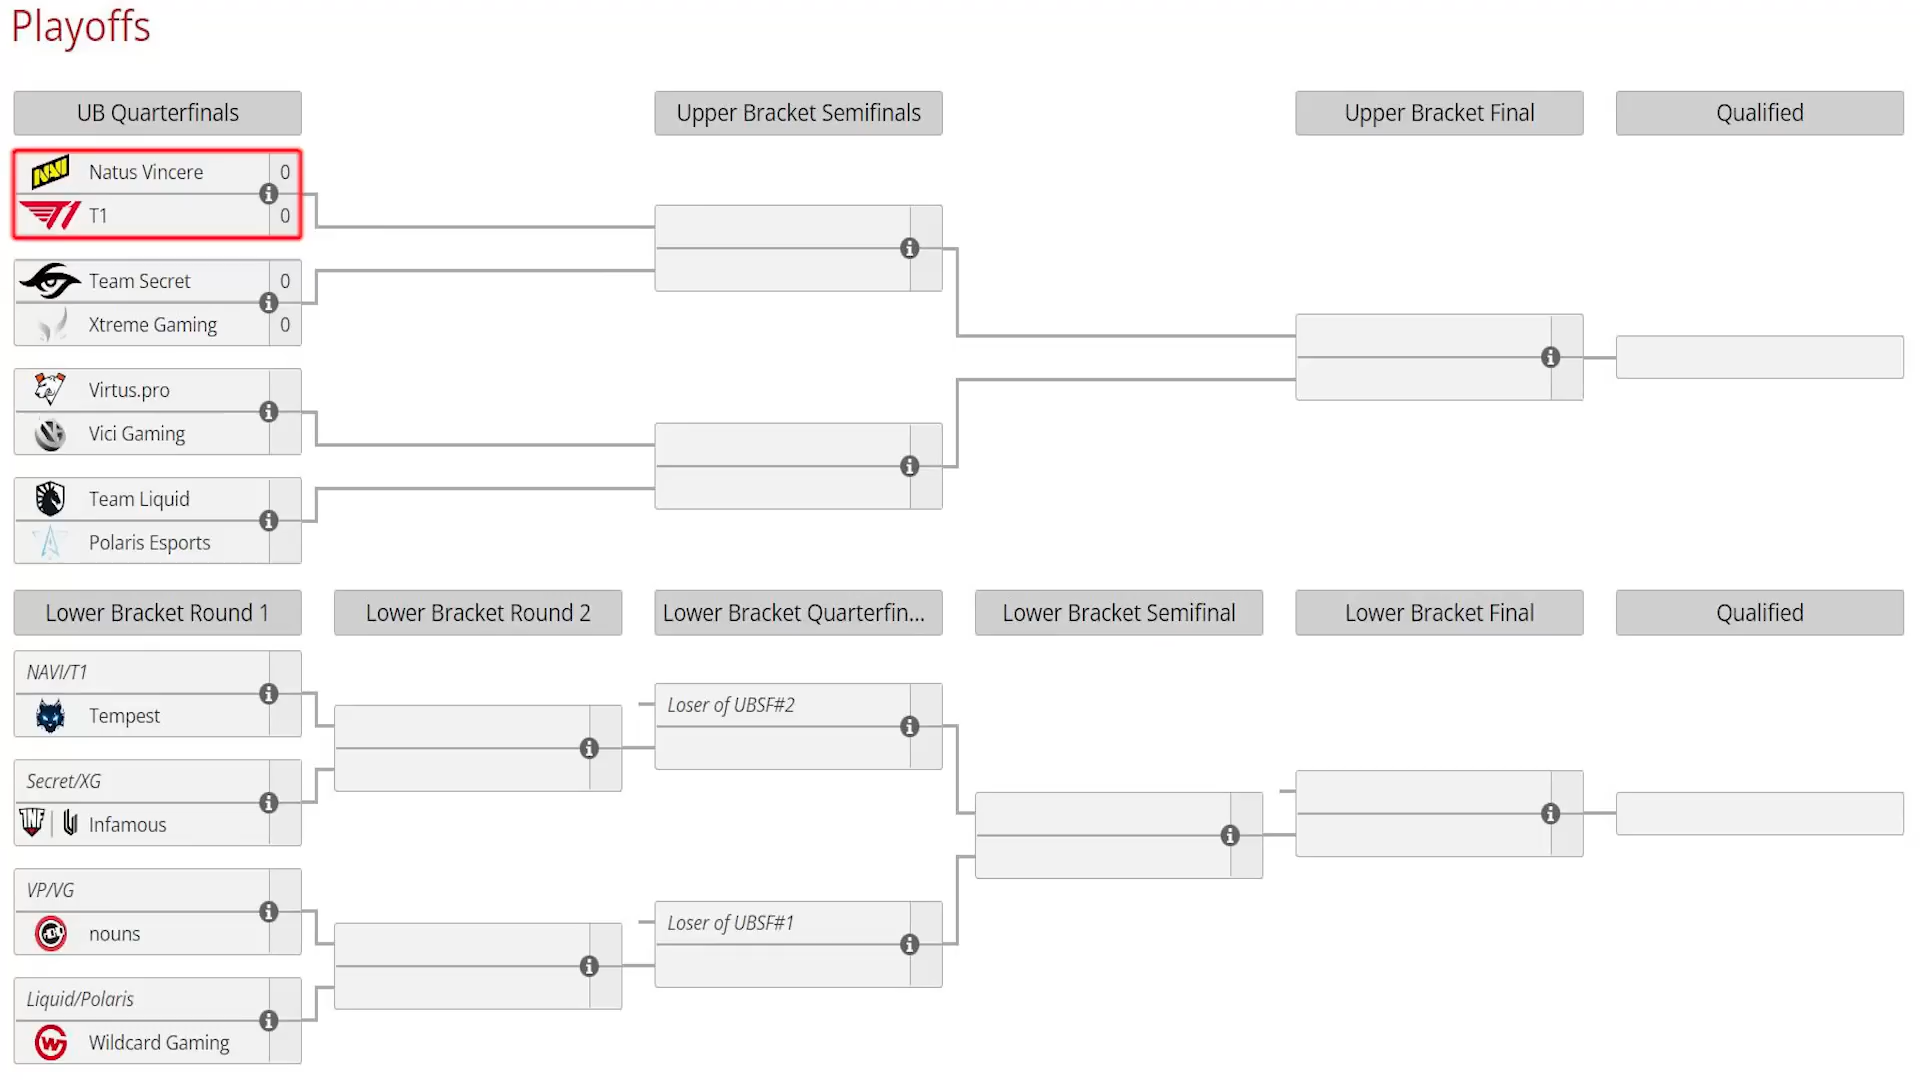 Playoffs
UB Quarterfinals
Upper Bracket Semifinals
Upper Bracket Final
Qualified
Natus Vincere 0
T1 0
Team Secret 0
Xtreme Gaming 0
Virtus.pro
Vici Gaming
Team Liquid
Polaris Esports
Lower Bracket Round 1
Lower Bracket Round 2
Lower Bracket Quarterfin...
Lower Bracket Semifinal
Lower Bracket Final
Qualified
NAVI/T1
Tempest
Secret/XG
Infamous
VP/VG
nouns
Liquid/Polaris
Wildcard Gaming
Loser of UBSF#2
Loser of UBSF#1